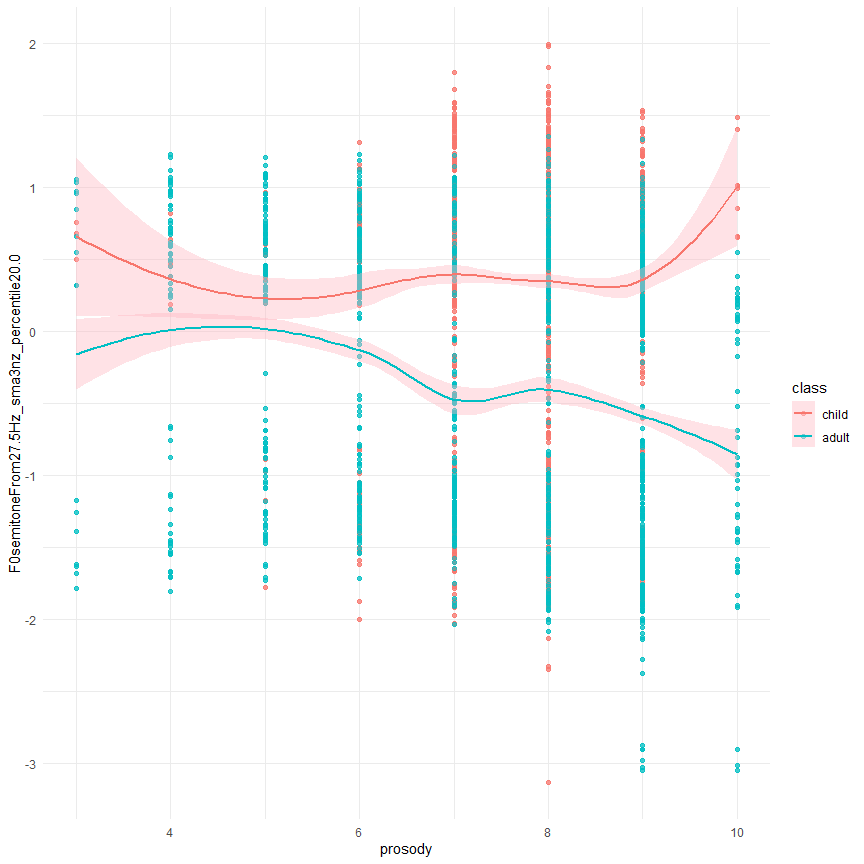 F0semitoneFrom27.5Hz_sma3nz_percentile20.0
2
1
0
-1
-2
-3
4
6
8
10
prosody
class
child
adult